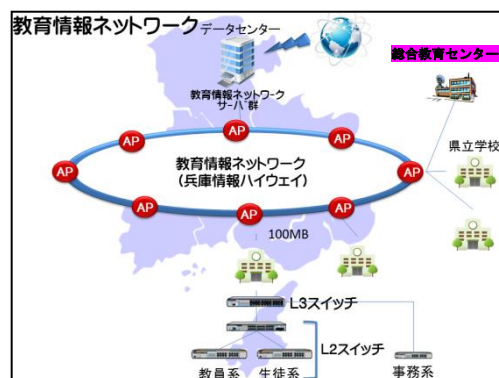 教育情報ネットワーク
データセンター
総合教育センター
教育情報ネットワーク
サーバ群
AP
AP
AP
AP
AP
AP
AP
AP
教育情報ネットワーク
(兵庫情報ハイウェイ)
県立学校
100MB
L3スイッチ
L2スイッチ
教員系
生徒系
事務系